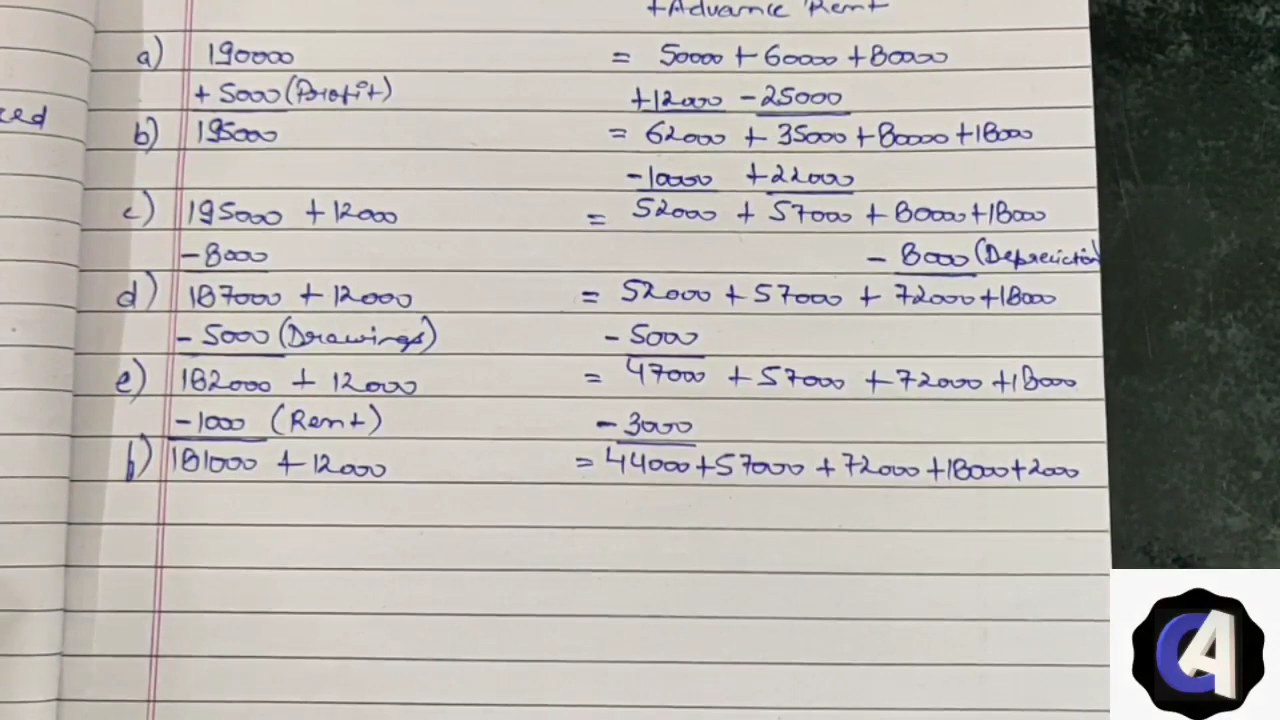 +Advance Rent
a) 190000 = 50000 + 60000 + 80000
+ 5000 (Profit) +12000 - 25000
b) 195000 = 62000 + 35000 + 80000 + 18000
-10000 +22000
c) 195000 + 12000 = 52000 + 57000 + 80000 + 18000
- 8000 - 8000 (Depreciction)
d) 187000 + 12000 = 52000 + 57000 + 72000 + 18000
- 5000 (Drawings) - 5000
e) 182000 + 12000 = 47000 + 57000 + 72000 + 18000
-1000 (Rent) - 3000
f) 181000 + 12000 = 44000 + 57000 + 72000 + 18000 + 2000
CA